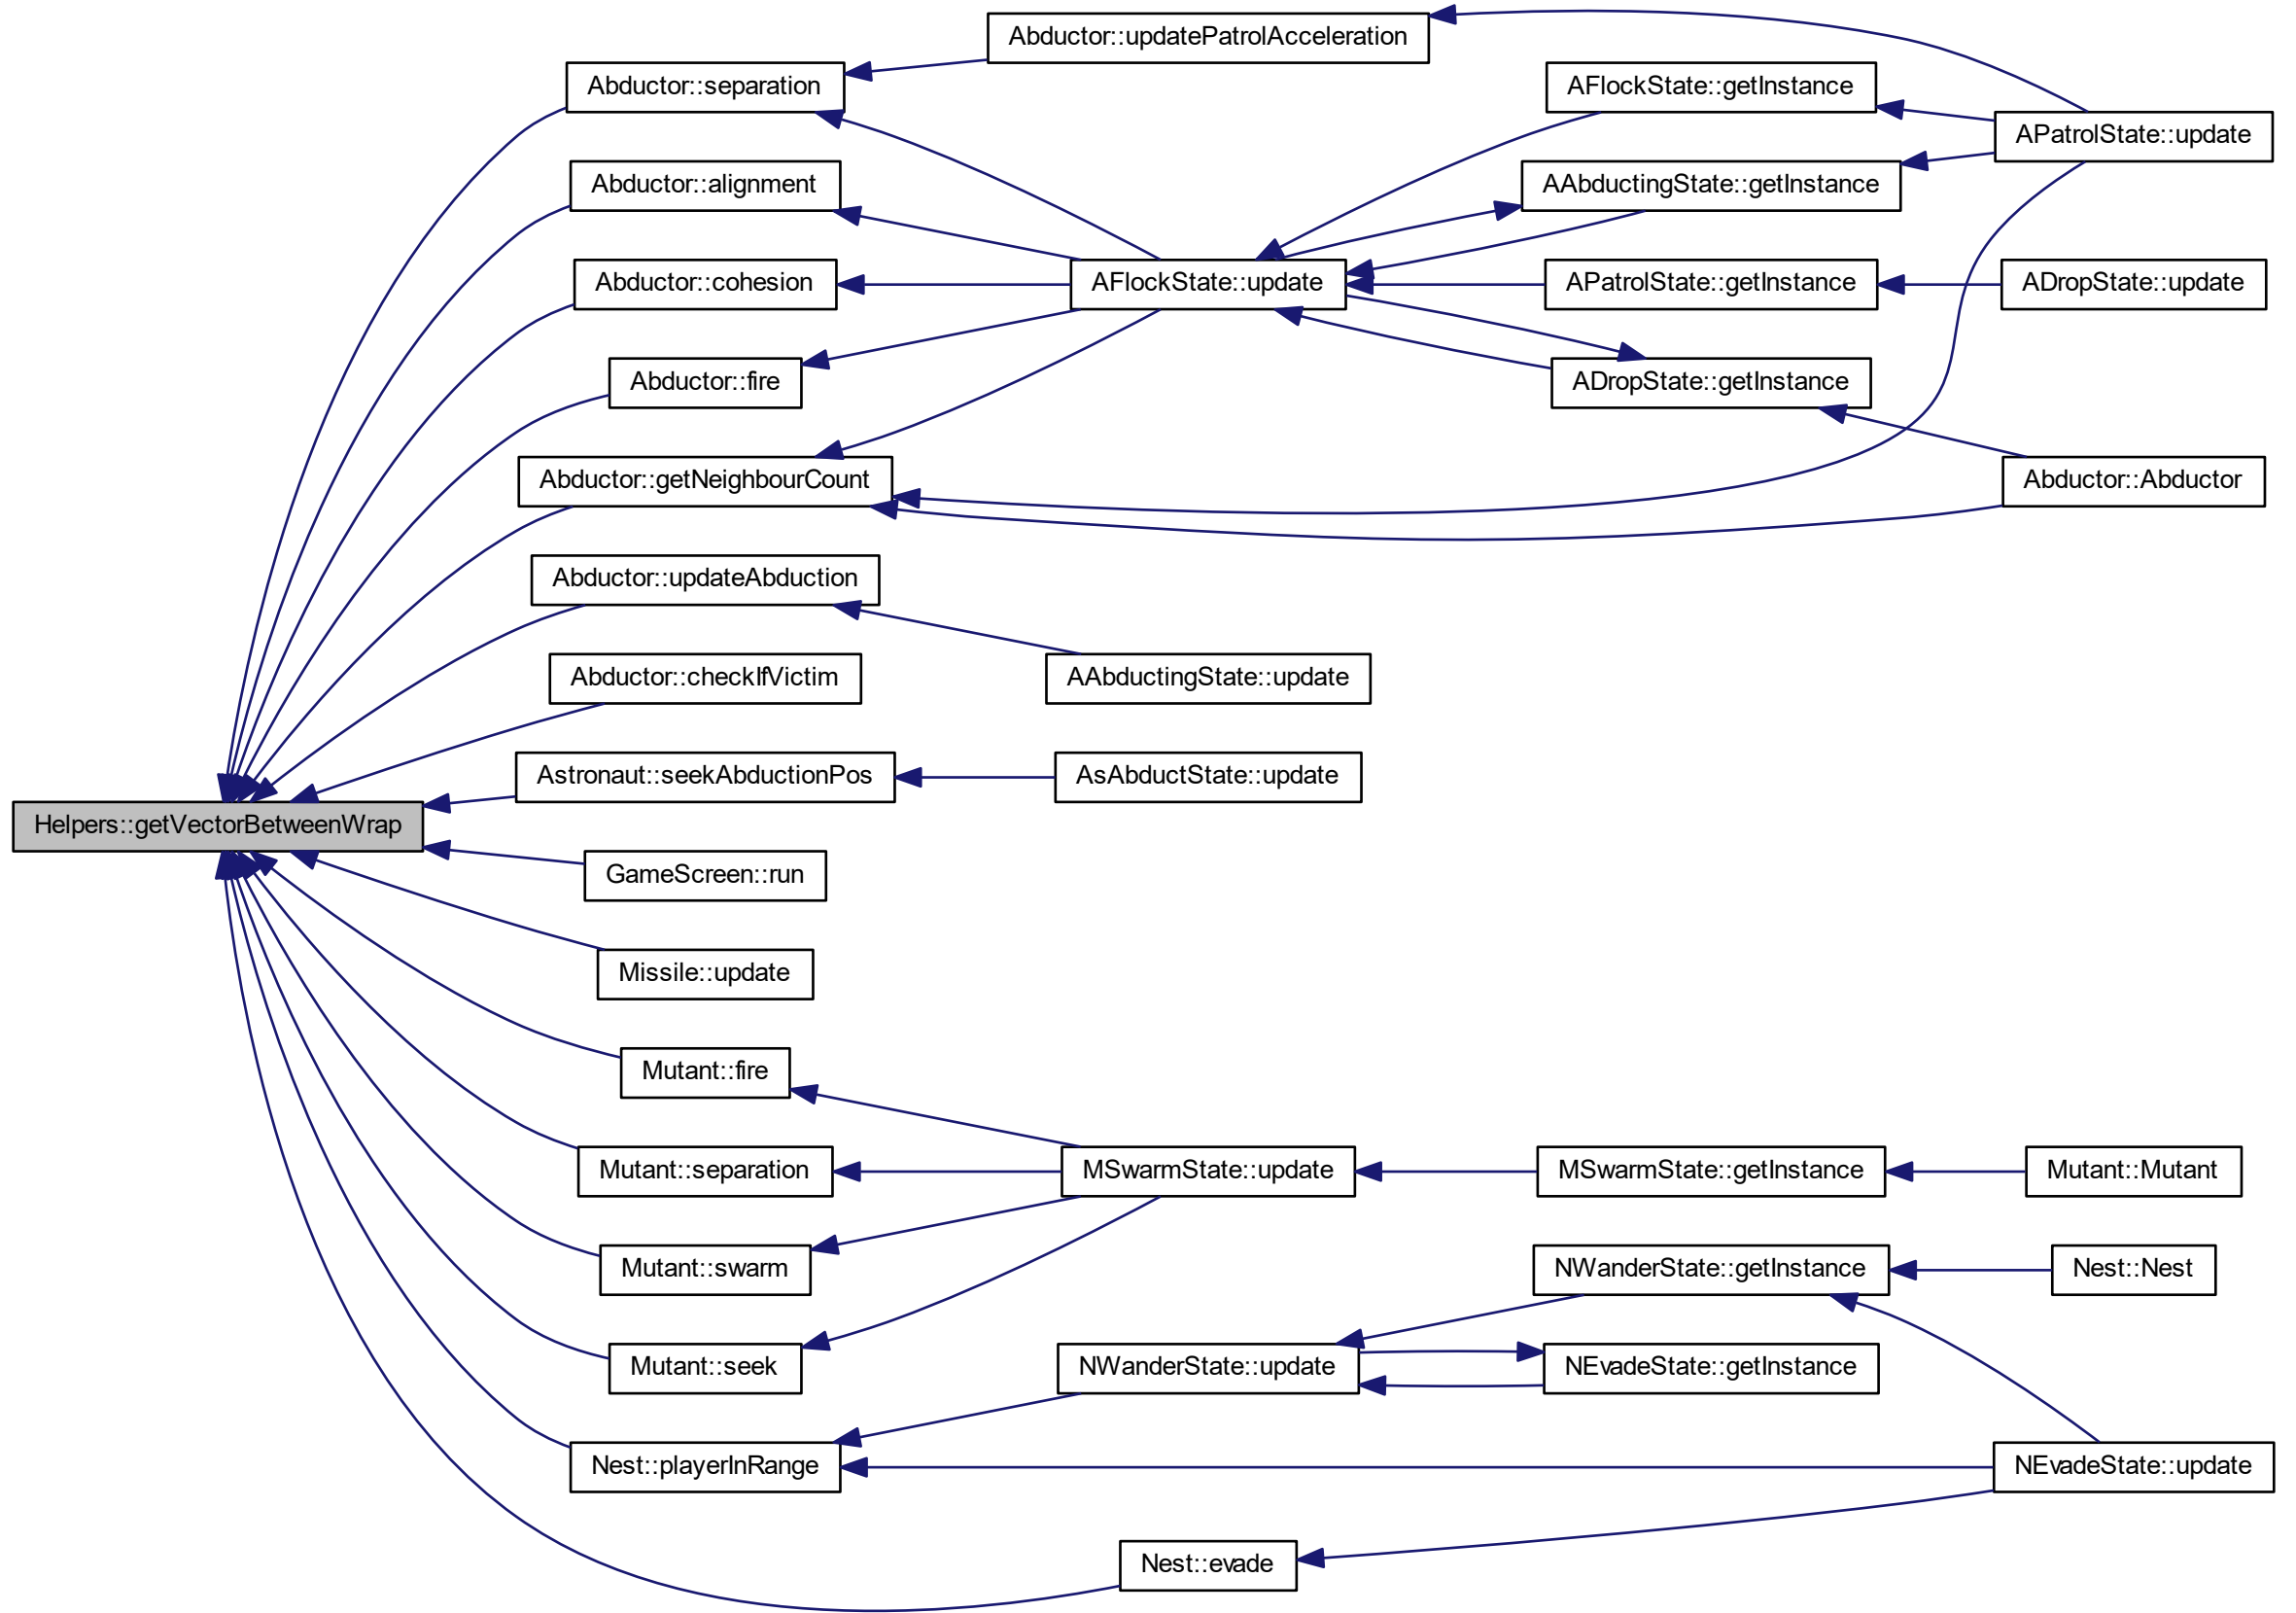 Abductor::updatePatrolAcceleration
Abductor::separation
AFlockState::getInstance
APatrolState::update
Abductor::alignment
AAbductingState::getInstance
Abductor::cohesion
AFlockState::update
APatrolState::getInstance
ADropState::update
Abductor::fire
ADropState::getInstance
Abductor::getNeighbourCount
Abductor::Abductor
Abductor::updateAbduction
Abductor::checkIfVictim
AAbductingState::update
Astronaut::seekAbductionPos
AsAbductState::update
Helpers::getVectorBetweenWrap
GameScreen::run
Missile::update
Mutant::fire
Mutant::separation
MSwarmState::update
MSwarmState::getInstance
Mutant::Mutant
Mutant::swarm
NWanderState::getInstance
Nest::Nest
Mutant::seek
NWanderState::update
NEvadeState::getInstance
Nest::playerInRange
NEvadeState::update
Nest::evade